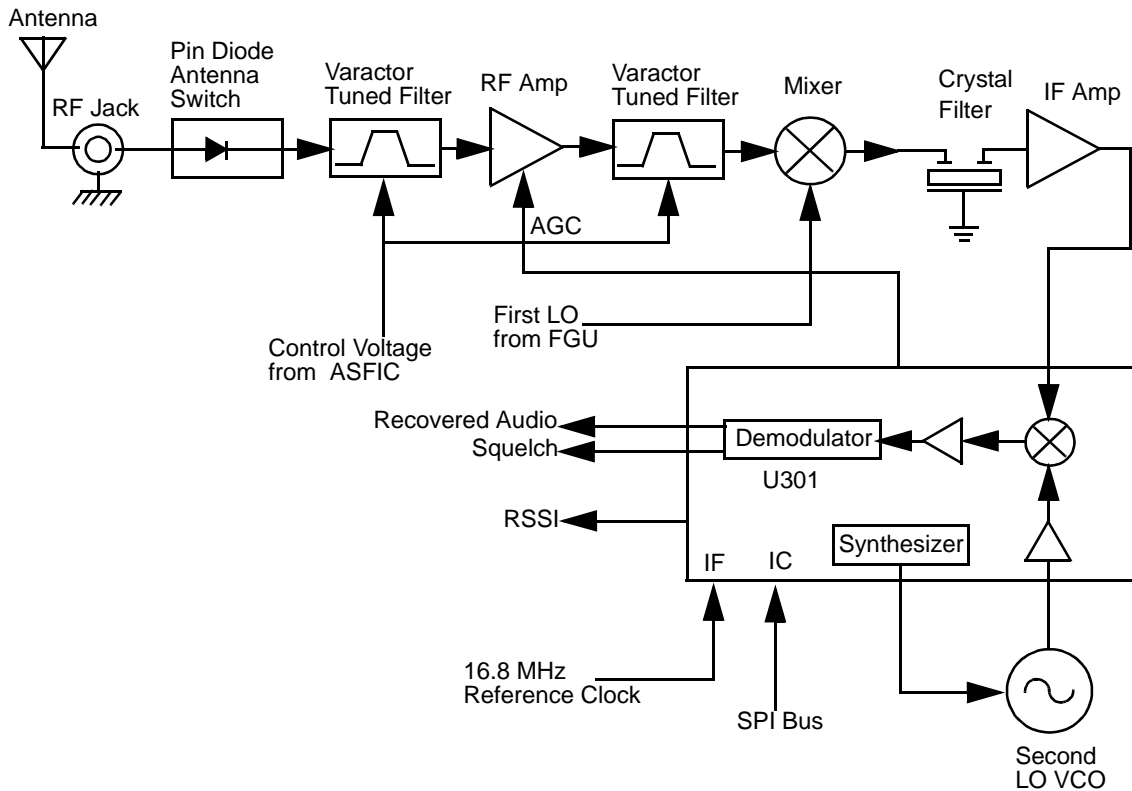 Antenna
RF Jack
Pin Diode
Antenna
Switch
Varactor
Tuned Filter
RF Amp
Varactor
Tuned Filter
Mixer
Crystal
Filter
IF Amp
AGC
First LO
from FGU
Control Voltage
from ASFIC
Recovered Audio
Squelch
Demodulator
U301
RSSI
Synthesizer
IF IC
16.8 MHz
Reference Clock
SPI Bus
Second
LO VCO